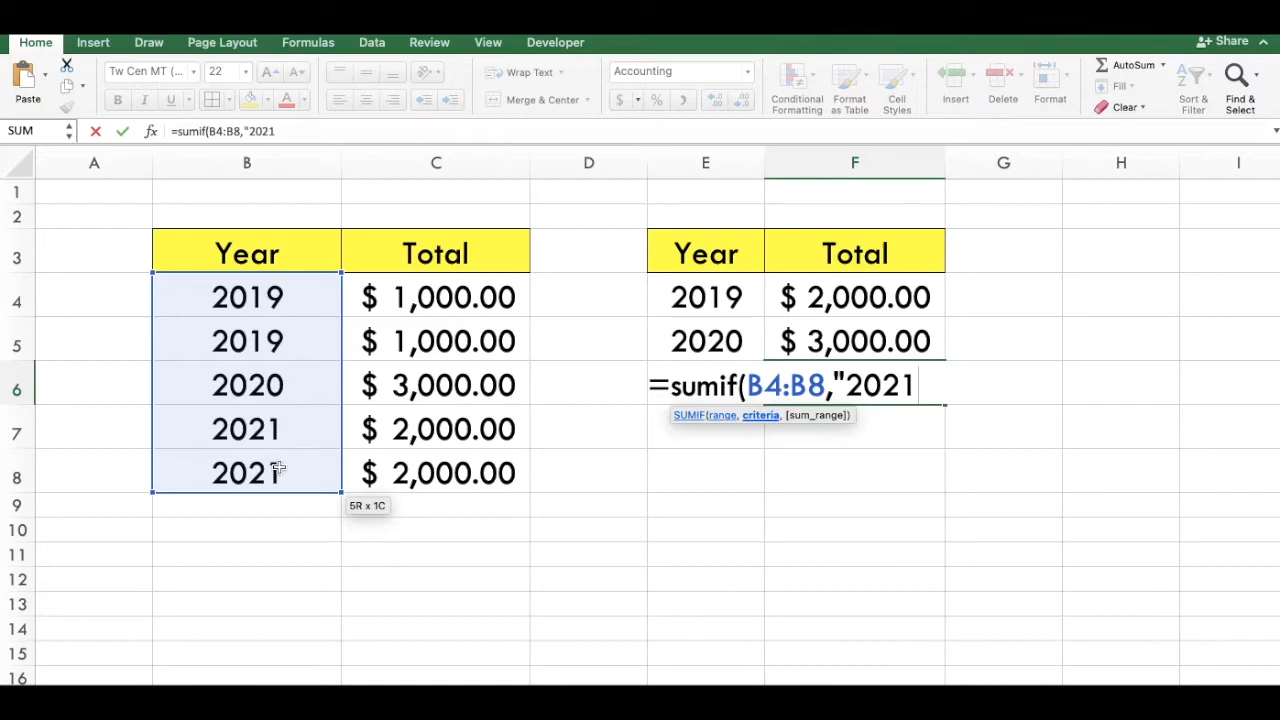 Home Insert Draw Page Layout Formulas Data Review View Developer Share
Paste
Tw Cen MT (... 22 A A
B I U A
Wrap Text
Merge & Center
Accounting
$ %
Conditional Formatting
Format as Table
Cell Styles
Insert
Delete
Format
AutoSum
Fill
Clear
Sort & Filter
Find & Select
SUM fx =sumif(B4:B8,"2021
A B C D E F G H I
1
2
3 Year Total Year Total
4 2019 $ 1,000.00 2019 $ 2,000.00
5 2019 $ 1,000.00 2020 $ 3,000.00
6 2020 $ 3,000.00 =sumif(B4:B8,"2021
SUMIF(range, criteria, [sum_range])
7 2021 $ 2,000.00
8 2021 $ 2,000.00
9 5R x 1C
10
11
12
13
14
15
16